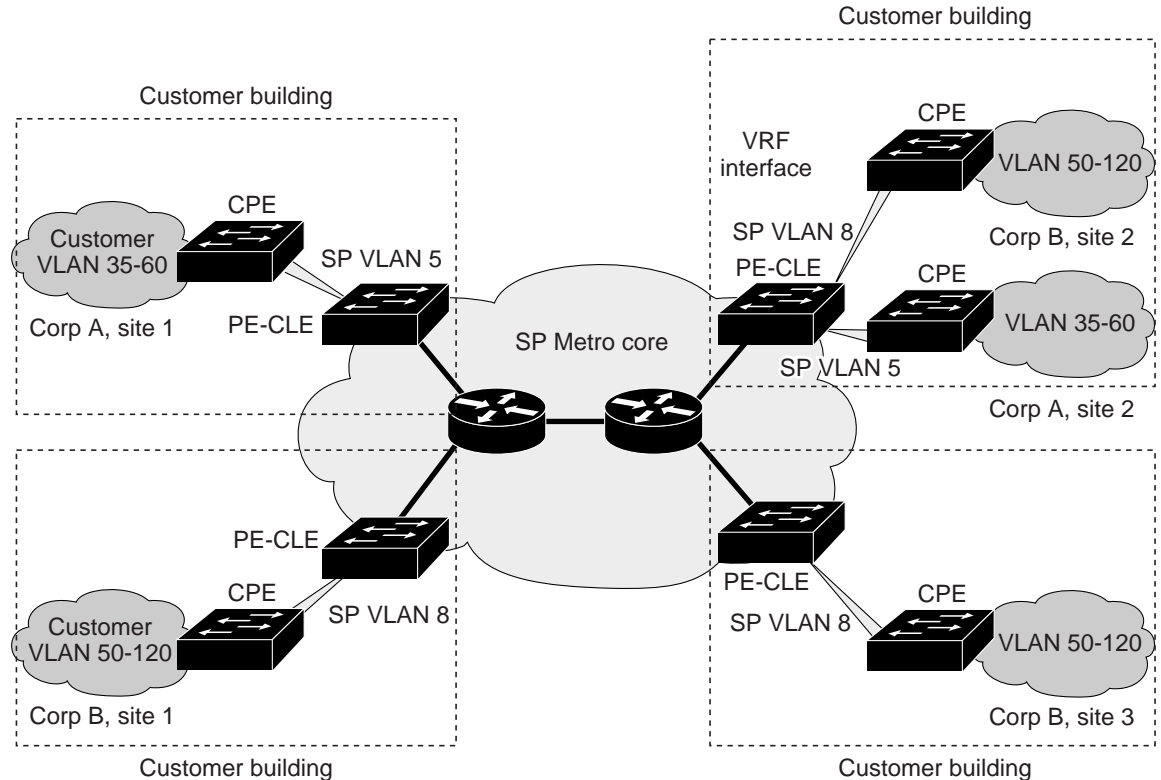 Customer building
Customer building
CPE
VRF
interface
VLAN 50-120
CPE
Customer
VLAN 35-60
SP VLAN 8
Corp B, site 2
SP VLAN 5
PE-CLE
CPE
Corp A, site 1
PE-CLE
SP Metro core
VLAN 35-60
SP VLAN 5
Corp A, site 2
PE-CLE
PE-CLE
CPE
CPE
SP VLAN 8
SP VLAN 8
Customer
VLAN 50-120
VLAN 50-120
Corp B, site 1
Corp B, site 3
Customer building
Customer building